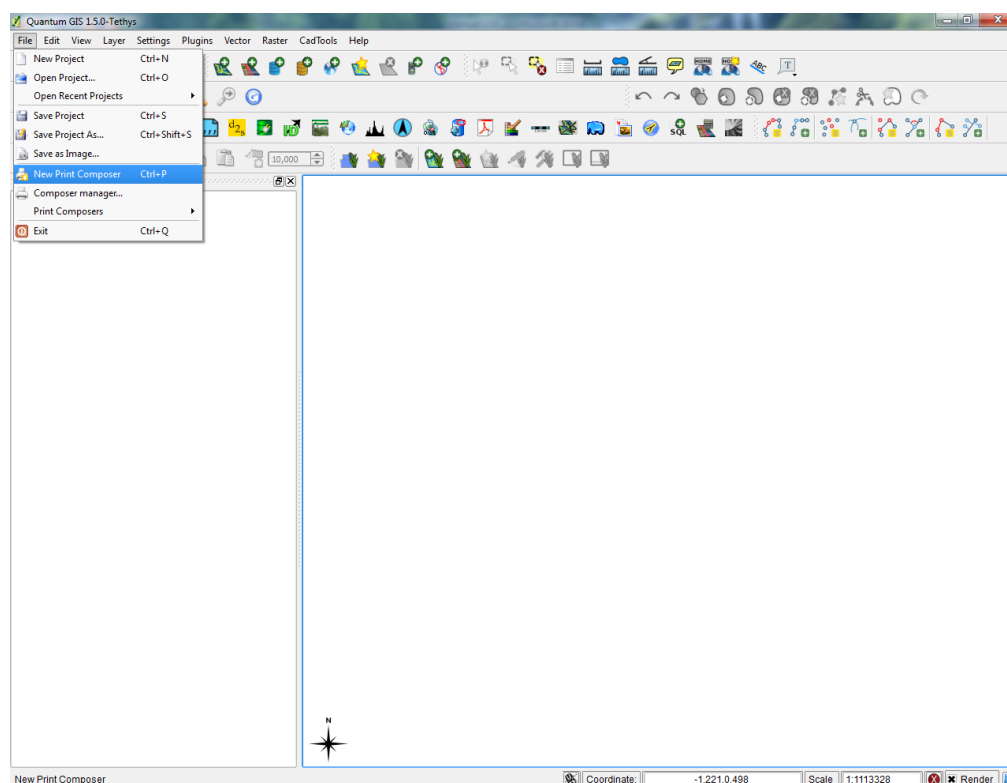 Quantum GIS 1.5.0-Tethys
File Edit View Layer Settings Plugins Vector Raster CadTools Help
New Project Ctrl+N
Open Project... Ctrl+O
Open Recent Projects
Save Project Ctrl+S
Save Project As... Ctrl+Shift+S
Save as Image...
New Print Composer Ctrl+P
Composer manager...
Print Composers
Exit Ctrl+Q
HOME
ABC
T
SQL
10,000
N
New Print Composer
Coordinate: -1.221,0.498 Scale 1:1113328 Render